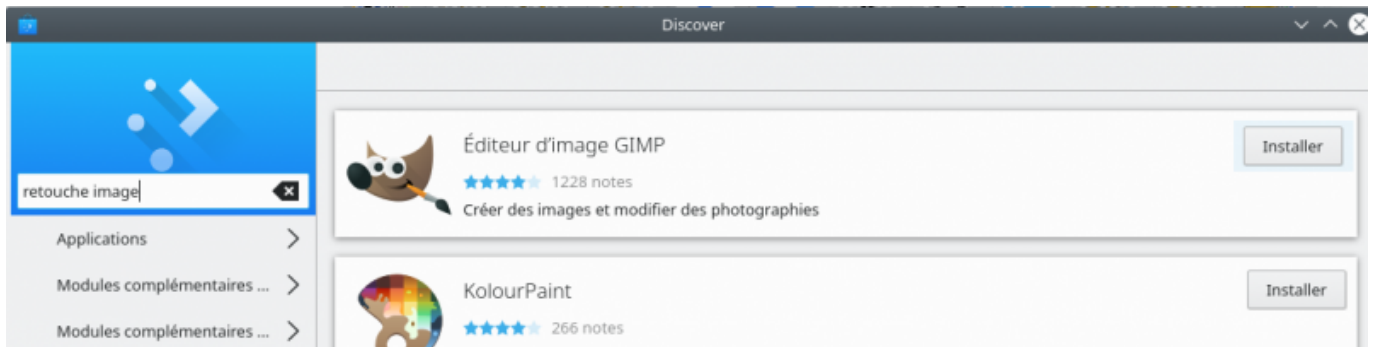 Discover
retouche image
Applications
Modules complémentaires ...
Modules complémentaires ...
Éditeur d'image GIMP
1228 notes
Créer des images et modifier des photographies
Installer
KolourPaint
266 notes
Installer